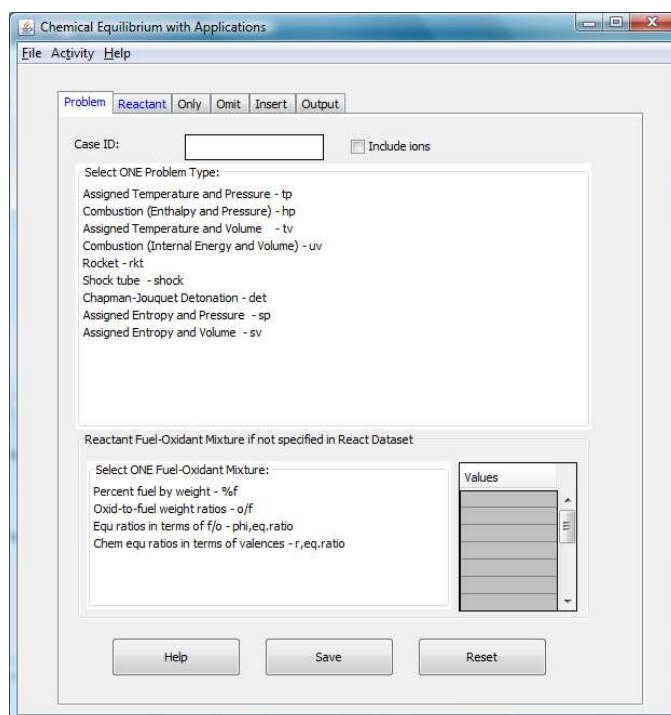 Chemical Equilibrium with Applications
File Activity Help
Problem Reactant Only Omit Insert Output
Case ID: Include ions
Select ONE Problem Type:
Assigned Temperature and Pressure - tp
Combustion (Enthalpy and Pressure) - hp
Assigned Temperature and Volume - tv
Combustion (Internal Energy and Volume) - uv
Rocket - rkt
Shock tube - shock
Chapman-Jouquet Detonation - det
Assigned Entropy and Pressure - sp
Assigned Entropy and Volume - sv
Reactant Fuel-Oxidant Mixture if not specified in React Dataset
Select ONE Fuel-Oxidant Mixture:
Values
Percent fuel by weight - %f
Oxid-to-fuel weight ratios - o/f
Equ ratios in terms of f/o - phi,eq.ratio
Chem equ ratios in terms of valences - r,eq.ratio
Help Save Reset